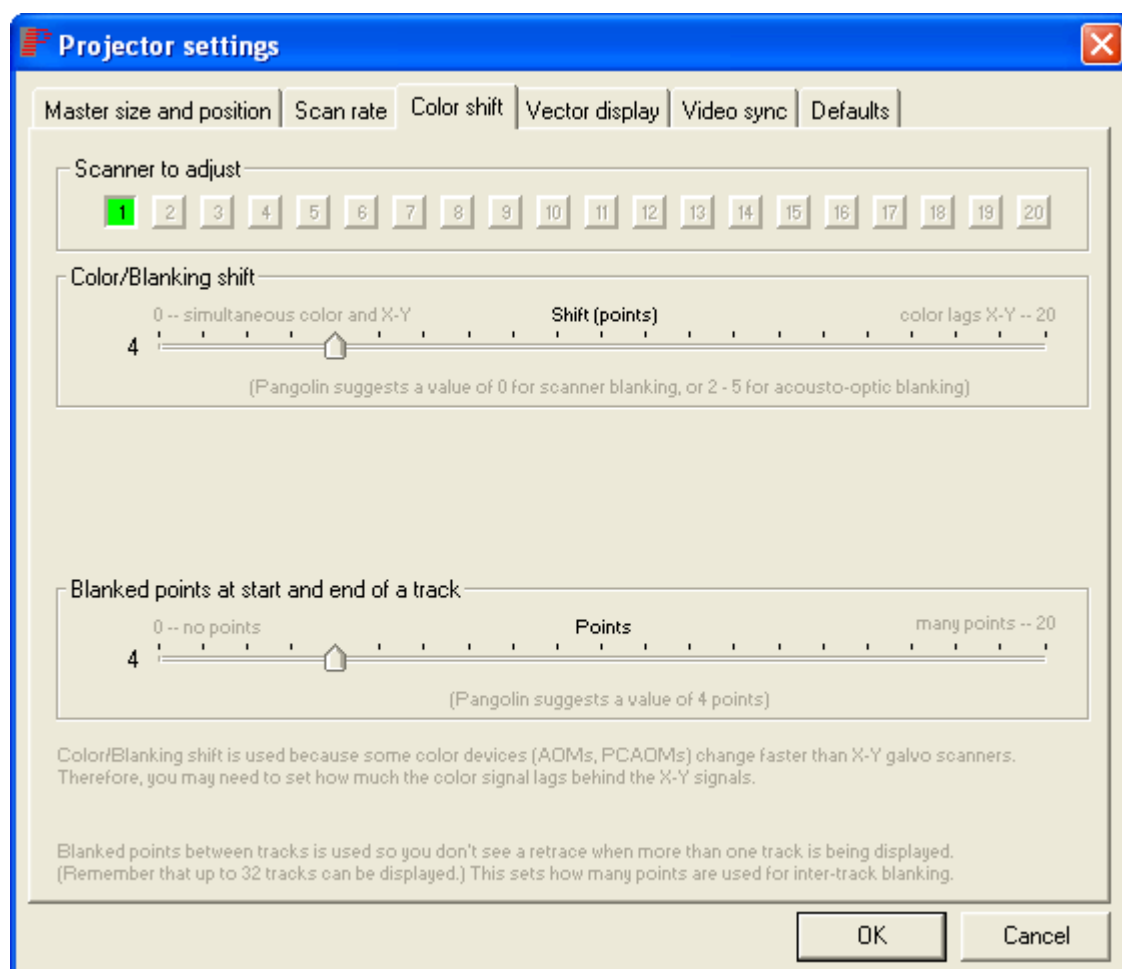 Projector settings
Master size and position Scan rate Color shift Vector display Video sync Defaults
Scanner to adjust
1 2 3 4 5 6 7 8 9 10 11 12 13 14 15 16 17 18 19 20
Color/Blanking shift
0 -- simultaneous color and X-Y Shift (points) color lags X-Y -- 20
4
(Pangolin suggests a value of 0 for scanner blanking, or 2 - 5 for acousto-optic blanking)
Blanked points at start and end of a track
0 -- no points Points many points -- 20
4
(Pangolin suggests a value of 4 points)
Color/Blanking shift is used because some color devices (AOMs, PCAOMs) change faster than X-Y galvo scanners.
Therefore, you may need to set how much the color signal lags behind the X-Y signals.
Blanked points between tracks is used so you don't see a retrace when more than one track is being displayed.
(Remember that up to 32 tracks can be displayed.) This sets how many points are used for inter-track blanking.
OK Cancel